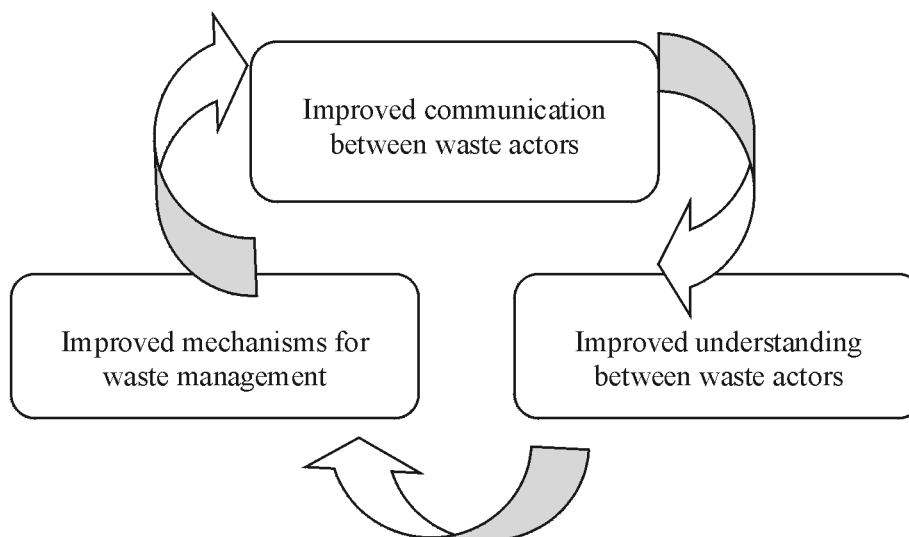 Improved communication
between waste actors
Improved mechanisms for
waste management
Improved understanding
between waste actors